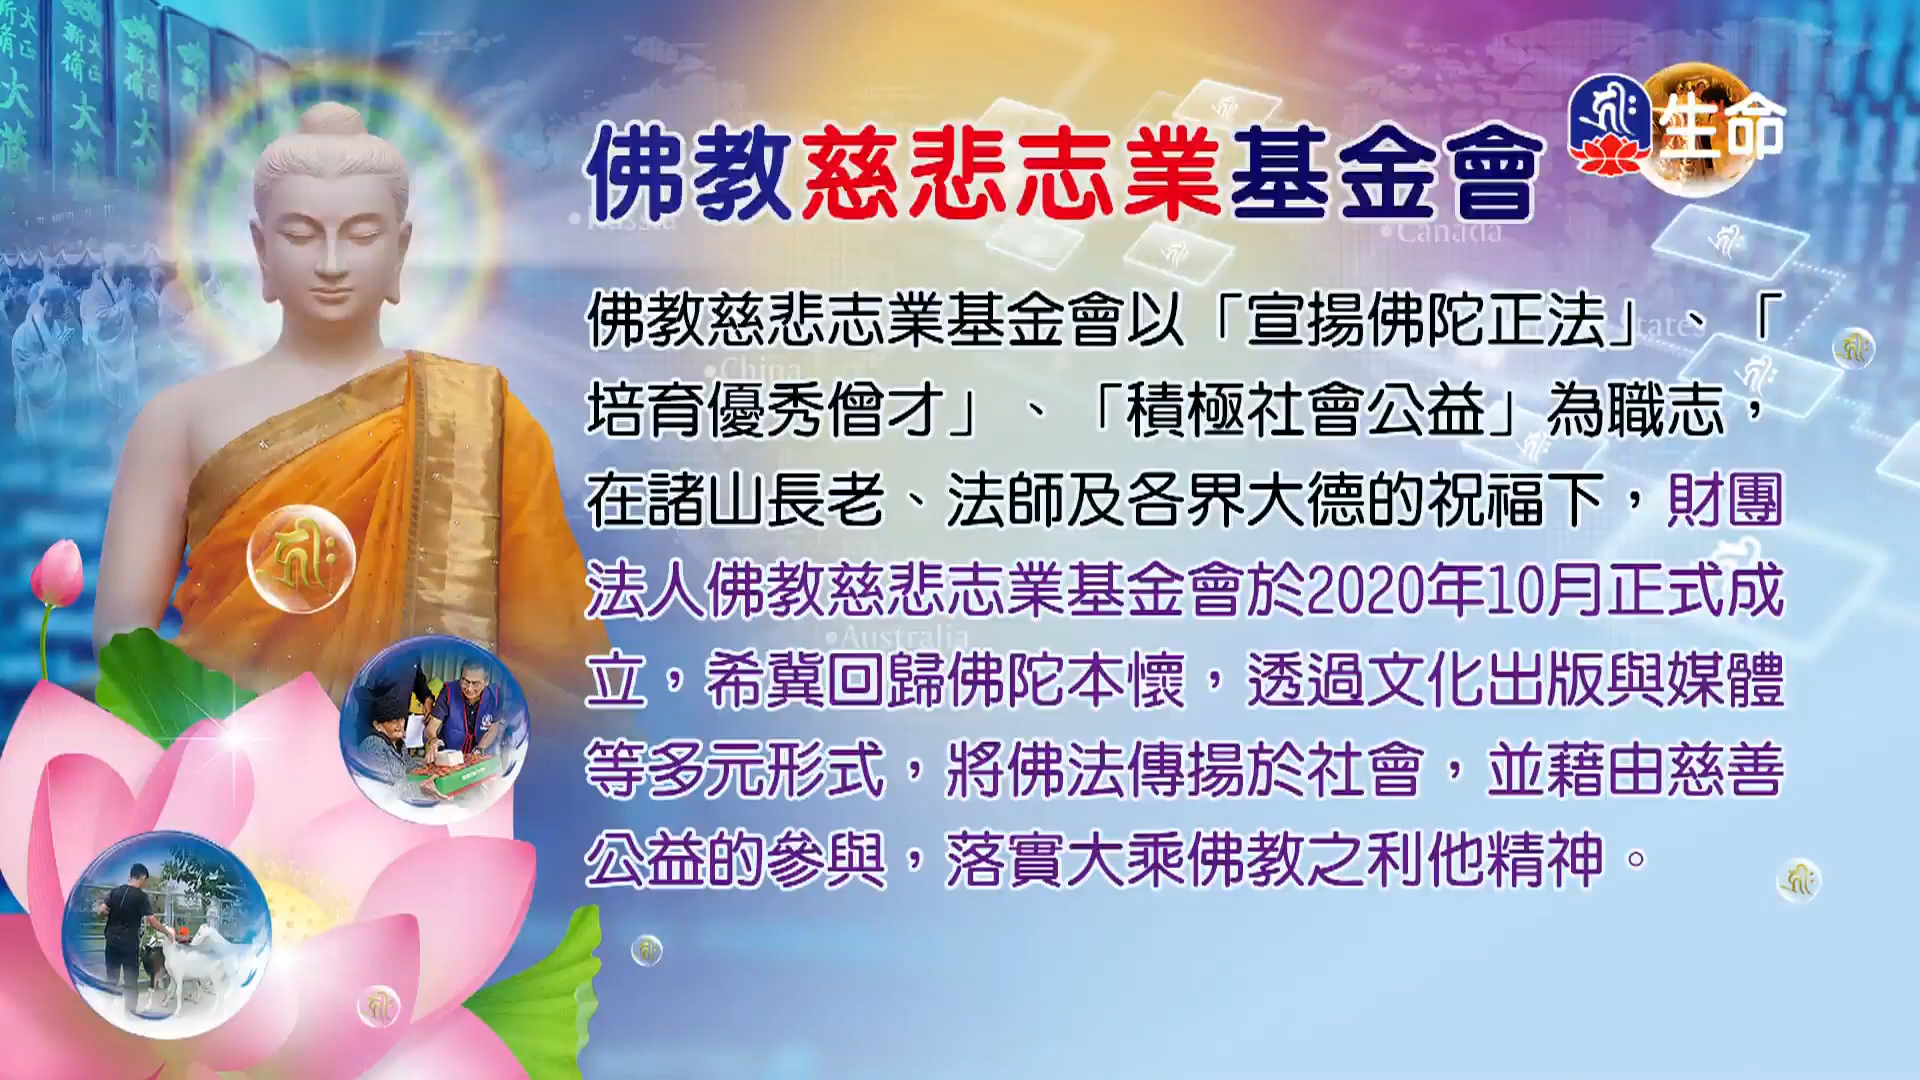 佛教慈悲志業基金會
生命
佛教慈悲志業基金會以「宣揚佛陀正法」、「
培育優秀僧才」、「積極社會公益」為職志，
在諸山長老、法師及各界大德的祝福下，財團
法人佛教慈悲志業基金會於2020年10月正式成
立，希冀回歸佛陀本懷，透過文化出版與媒體
等多元形式，將佛法傳揚於社會，並藉由慈善
公益的參與，落實大乘佛教之利他精神。
Russia
Canada
China
States
Australia